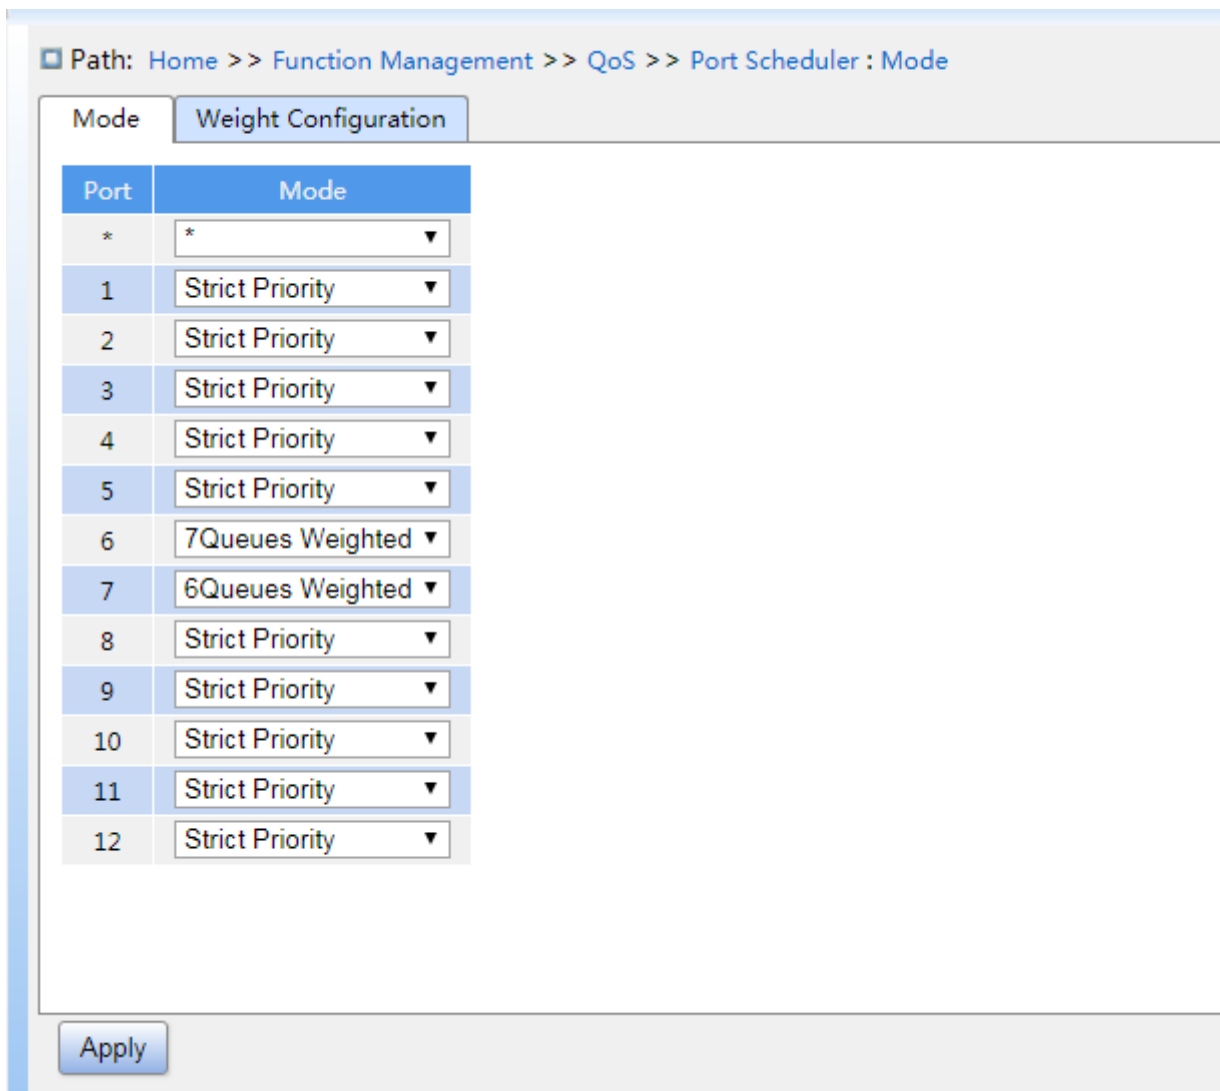 Path: Home >> Function Management >> QoS >> Port Scheduler : Mode
Mode Weight Configuration
Port Mode
* *
1 Strict Priority
2 Strict Priority
3 Strict Priority
4 Strict Priority
5 Strict Priority
6 7Queues Weighted
7 6Queues Weighted
8 Strict Priority
9 Strict Priority
10 Strict Priority
11 Strict Priority
12 Strict Priority
Apply